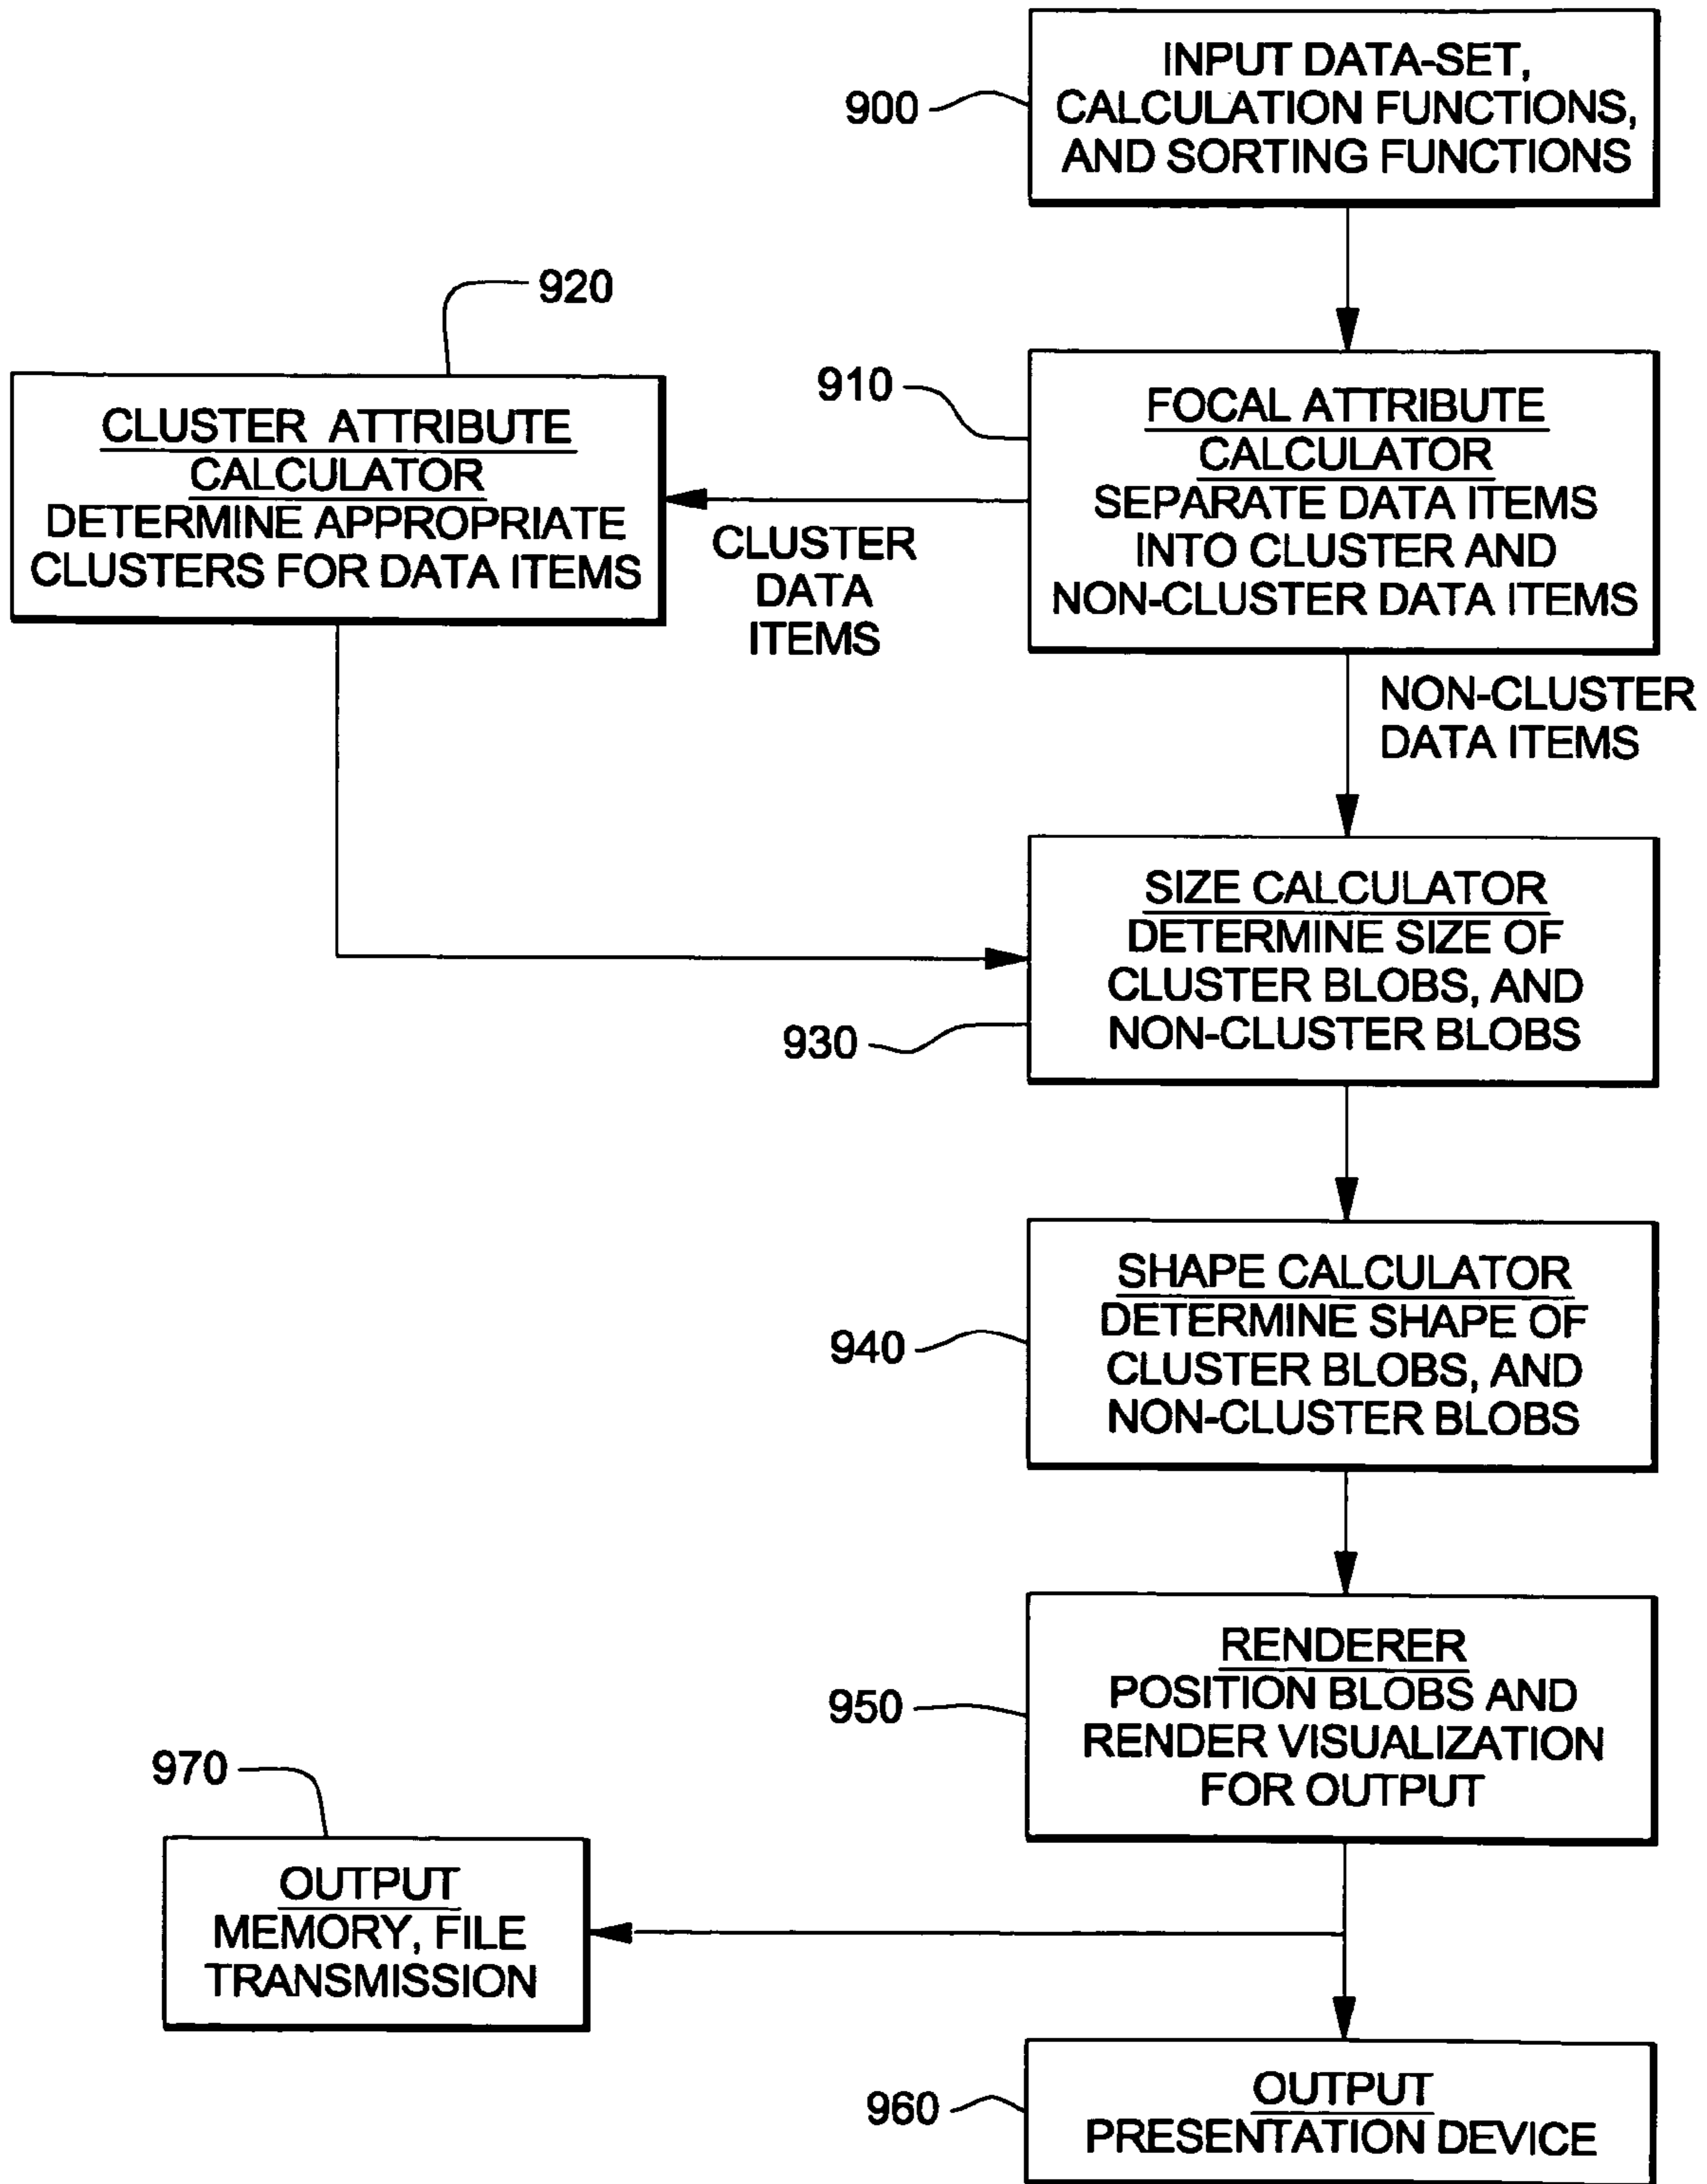 INPUT DATA-SET,
CALCULATION FUNCTIONS,
AND SORTING FUNCTIONS
900
920
CLUSTER ATTRIBUTE
CALCULATOR
DETERMINE APPROPRIATE
CLUSTERS FOR DATA ITEMS
910
FOCAL ATTRIBUTE
CALCULATOR
SEPARATE DATA ITEMS
INTO CLUSTER AND
NON-CLUSTER DATA ITEMS
CLUSTER
DATA
ITEMS
NON-CLUSTER
DATA ITEMS
SIZE CALCULATOR
DETERMINE SIZE OF
CLUSTER BLOBS, AND
NON-CLUSTER BLOBS
930
SHAPE CALCULATOR
DETERMINE SHAPE OF
CLUSTER BLOBS, AND
NON-CLUSTER BLOBS
940
RENDERER
POSITION BLOBS AND
RENDER VISUALIZATION
FOR OUTPUT
950
970
OUTPUT
MEMORY, FILE
TRANSMISSION
960
OUTPUT
PRESENTATION DEVICE